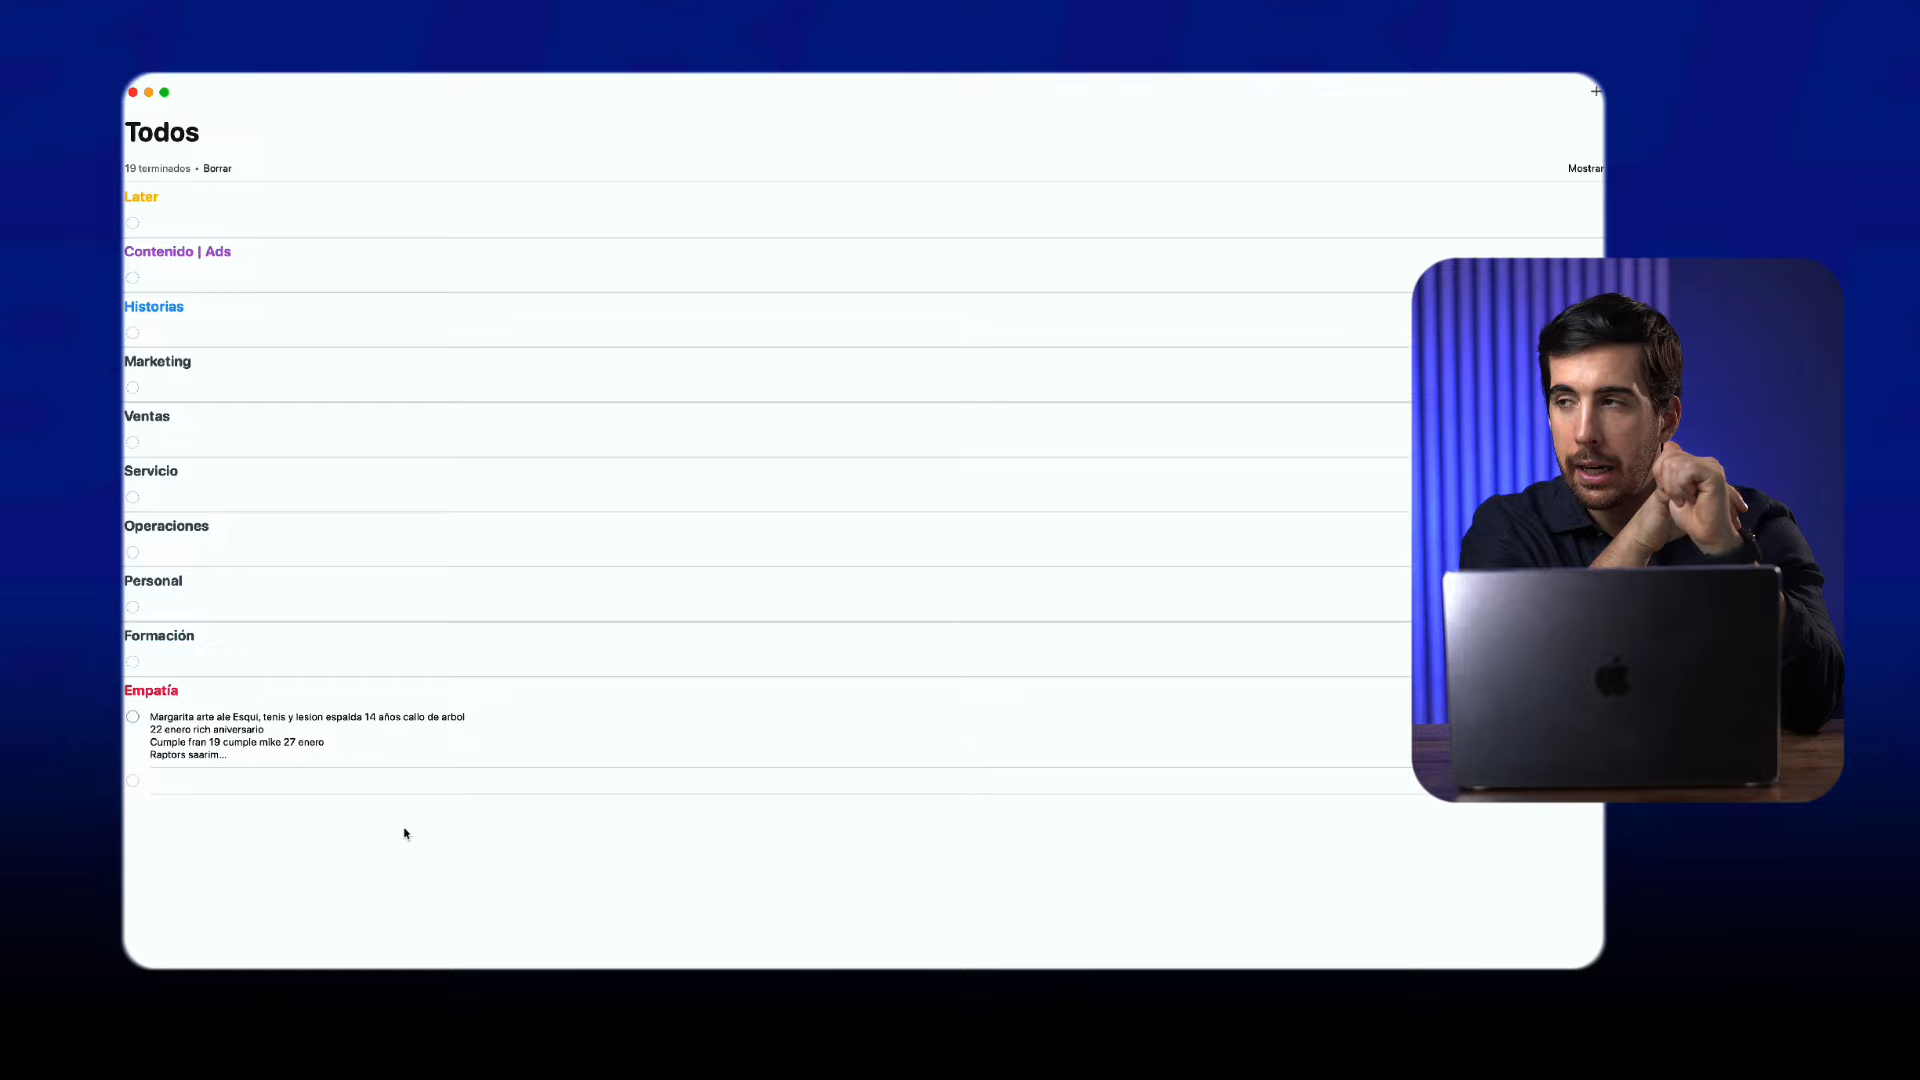 Todos
19 terminados • Borrar
Mostrar
Later
Contenido | Ads
Historias
Marketing
Ventas
Servicio
Operaciones
Personal
Formación
Empatía
Margarita arte ale Esqui, tenis y lesion espalda 14 años callo de arbol
22 enero rich aniversario
Cumple fran 19 cumple mike 27 enero
Raptors saarim...